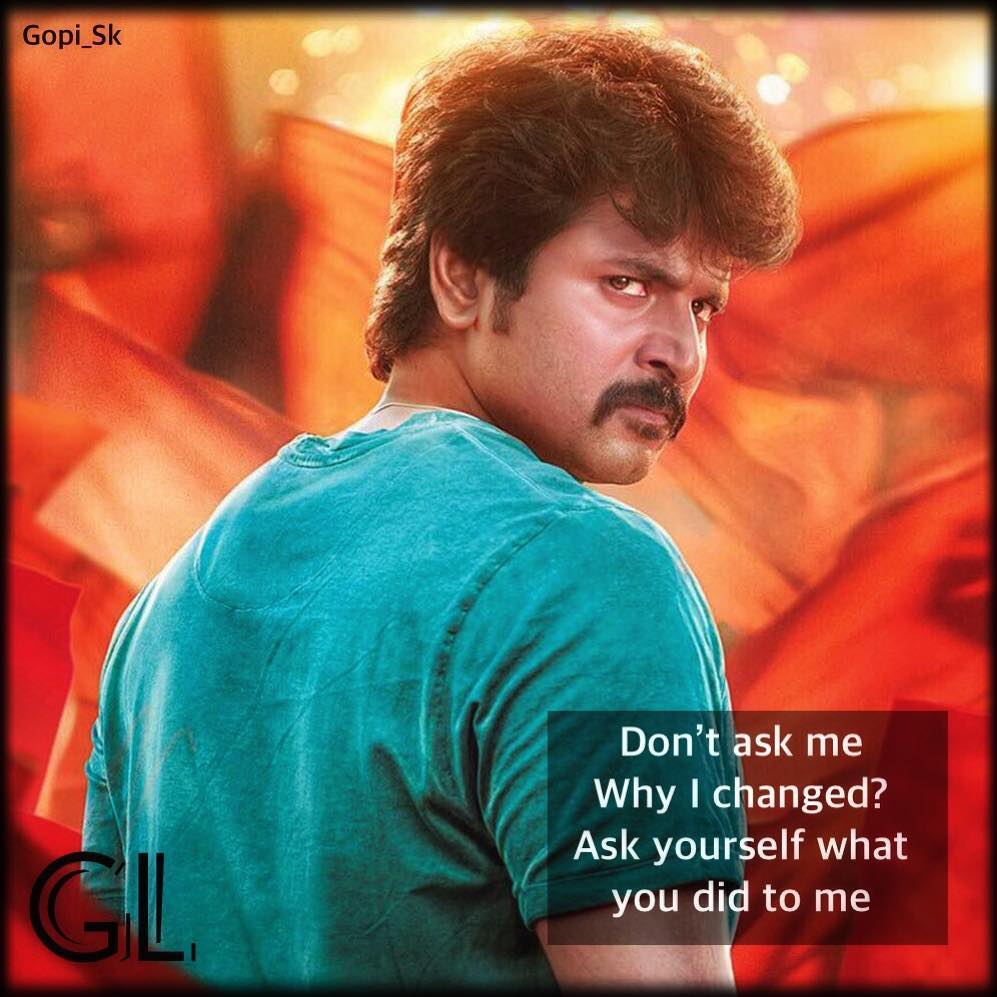 Gopi_Sk
Don't ask me
Why I changed?
Ask yourself what
you did to me
GL